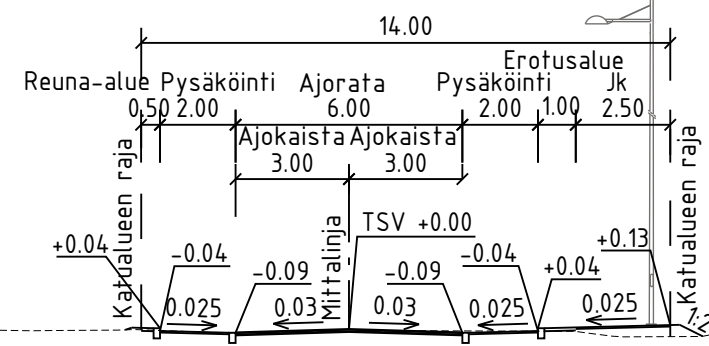 14.00
Erotusalue
Reuna-alue Pysäköinti Ajorata Pysäköinti Jk
0.50 2.00 6.00 2.00 1.00 2.50
Ajokaista Ajokaista
3.00 3.00
Katualueen raja
Mittalinja
Katualueen raja
TSV +0.00
+0.04 -0.04 -0.09 -0.09 -0.04 +0.04 +0.13
0.025 0.03 0.03 0.025 0.025